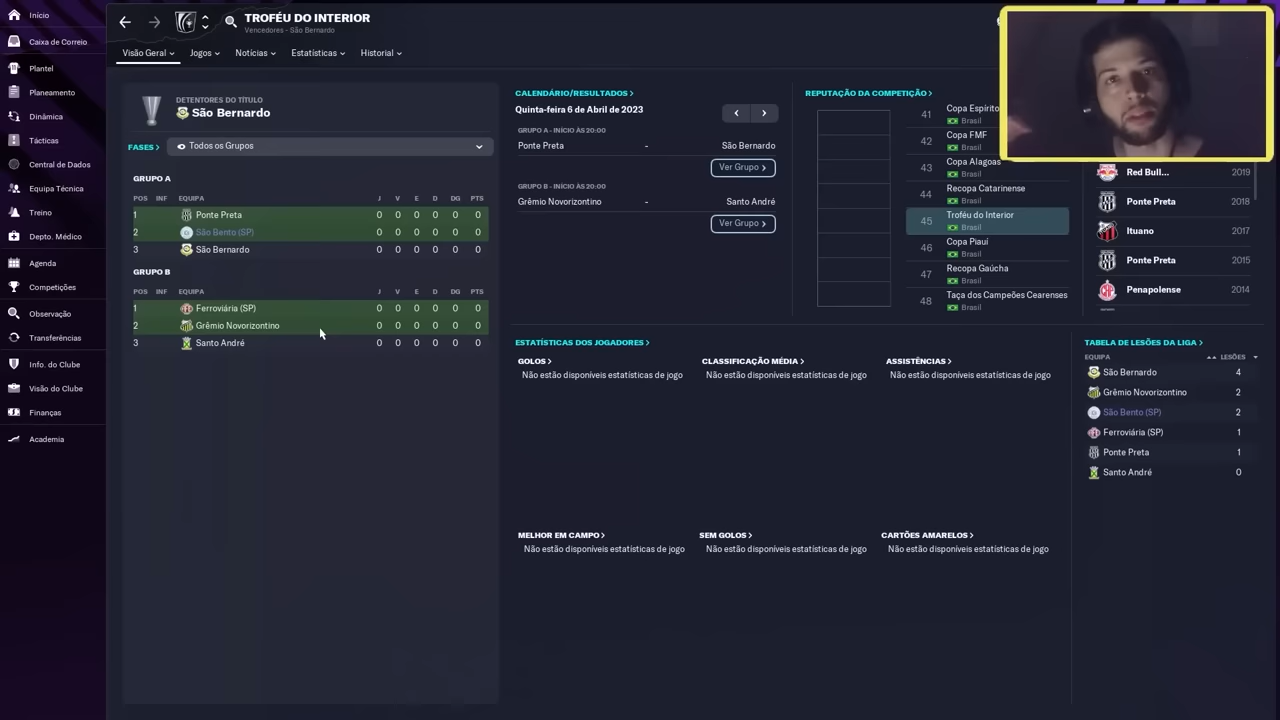 Início
Caixa de Correio
Plantel
Planeamento
Dinâmica
Tácticas
Central de Dados
Equipa Técnica
Treino
Depto. Médico
Agenda
Competições
Observação
Transferências
Info. do Clube
Visão do Clube
Finanças
Academia
TROFÉU DO INTERIOR
Vencedores - São Bernardo
Visão Geral Jogos Notícias Estatísticas Historial
DETENTORES DO TÍTULO
São Bernardo
FASES Todos os Grupos
GRUPO A
POS INF EQUIPA J V E D DG PTS
1 Ponte Preta 0 0 0 0 0 0
2 São Bento (SP) 0 0 0 0 0 0
3 São Bernardo 0 0 0 0 0 0
GRUPO B
POS INF EQUIPA J V E D DG PTS
1 Ferroviária (SP) 0 0 0 0 0 0
2 Grêmio Novorizontino 0 0 0 0 0 0
3 Santo André 0 0 0 0 0 0
CALENDÁRIO/RESULTADOS
Quinta-feira 6 de Abril de 2023
GRUPO A - INÍCIO ÀS 20:00
Ponte Preta - São Bernardo
Ver Grupo
GRUPO B - INÍCIO ÀS 20:00
Grêmio Novorizontino - Santo André
Ver Grupo
REPUTAÇÃO DA COMPETIÇÃO
41 Copa Espírito
Brasil
42 Copa FMF
Brasil
43 Copa Alagoas
Brasil
44 Recopa Catarinense
Brasil
45 Troféu do Interior
Brasil
46 Copa Piauí
Brasil
47 Recopa Gaúcha
Brasil
48 Taça dos Campeões Cearenses
Brasil
Red Bull... 2019
Ponte Preta 2018
Ituano 2017
Ponte Preta 2015
Penapolense 2014
ESTATÍSTICAS DOS JOGADORES
GOLOS
Não estão disponíveis estatísticas de jogo
CLASSIFICAÇÃO MÉDIA
Não estão disponíveis estatísticas de jogo
ASSISTÊNCIAS
Não estão disponíveis estatísticas de jogo
MELHOR EM CAMPO
Não estão disponíveis estatísticas de jogo
SEM GOLOS
Não estão disponíveis estatísticas de jogo
CARTÕES AMARELOS
Não estão disponíveis estatísticas de jogo
TABELA DE LESÕES DA LIGA
EQUIPA LESÕES
São Bernardo 4
Grêmio Novorizontino 2
São Bento (SP) 2
Ferroviária (SP) 1
Ponte Preta 1
Santo André 0